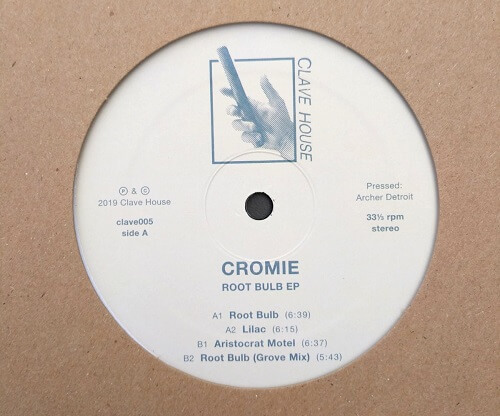 CLAVE HOUSE
℗ & ©
2019 Clave House
clave005
side A
Pressed:
Archer Detroit
33⅓ rpm
stereo
CROMIE
ROOT BULB EP
A1 Root Bulb (6:39)
A2 Lilac (6:15)
B1 Aristocrat Motel (6:37)
B2 Root Bulb (Grove Mix) (5:43)